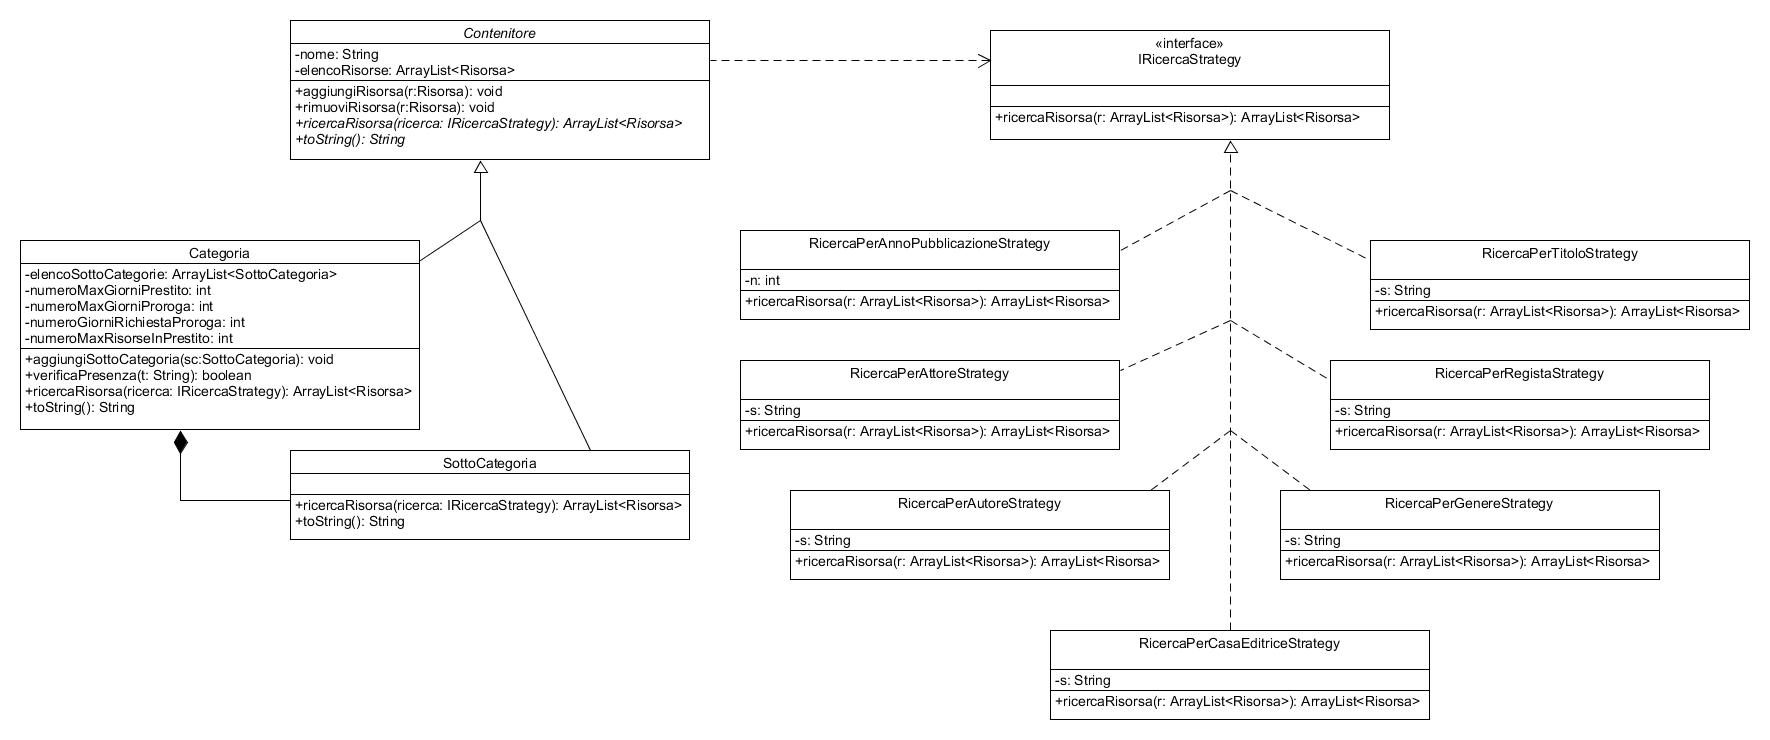 Contenitore
-nome: String
-elencoRisorse: ArrayList<Risorsa>
+aggiungiRisorsa(r:Risorsa): void
+rimuoviRisorsa(r:Risorsa): void
+ricercaRisorsa(ricerca: IRicercaStrategy): ArrayList<Risorsa>
+toString(): String
«interface»
IRicercaStrategy
+ricercaRisorsa(r: ArrayList<Risorsa>): ArrayList<Risorsa>
Categoria
-elencoSottoCategorie: ArrayList<SottoCategoria>
-numeroMaxGiorniPrestito: int
-numeroMaxGiorniProroga: int
-numeroGiorniRichiestaProroga: int
-numeroMaxRisorseInPrestito: int
+aggiungiSottoCategoria(sc:SottoCategoria): void
+verificaPresenza(t: String): boolean
+ricercaRisorsa(ricerca: IRicercaStrategy): ArrayList<Risorsa>
+toString(): String
SottoCategoria
+ricercaRisorsa(ricerca: IRicercaStrategy): ArrayList<Risorsa>
+toString(): String
RicercaPerAnnoPubblicazioneStrategy
-n: int
+ricercaRisorsa(r: ArrayList<Risorsa>): ArrayList<Risorsa>
RicercaPerTitoloStrategy
-s: String
+ricercaRisorsa(r: ArrayList<Risorsa>): ArrayList<Risorsa>
RicercaPerAttoreStrategy
-s: String
+ricercaRisorsa(r: ArrayList<Risorsa>): ArrayList<Risorsa>
RicercaPerRegistaStrategy
-s: String
+ricercaRisorsa(r: ArrayList<Risorsa>): ArrayList<Risorsa>
RicercaPerAutoreStrategy
-s: String
+ricercaRisorsa(r: ArrayList<Risorsa>): ArrayList<Risorsa>
RicercaPerGenereStrategy
-s: String
+ricercaRisorsa(r: ArrayList<Risorsa>): ArrayList<Risorsa>
RicercaPerCasaEditriceStrategy
-s: String
+ricercaRisorsa(r: ArrayList<Risorsa>): ArrayList<Risorsa>